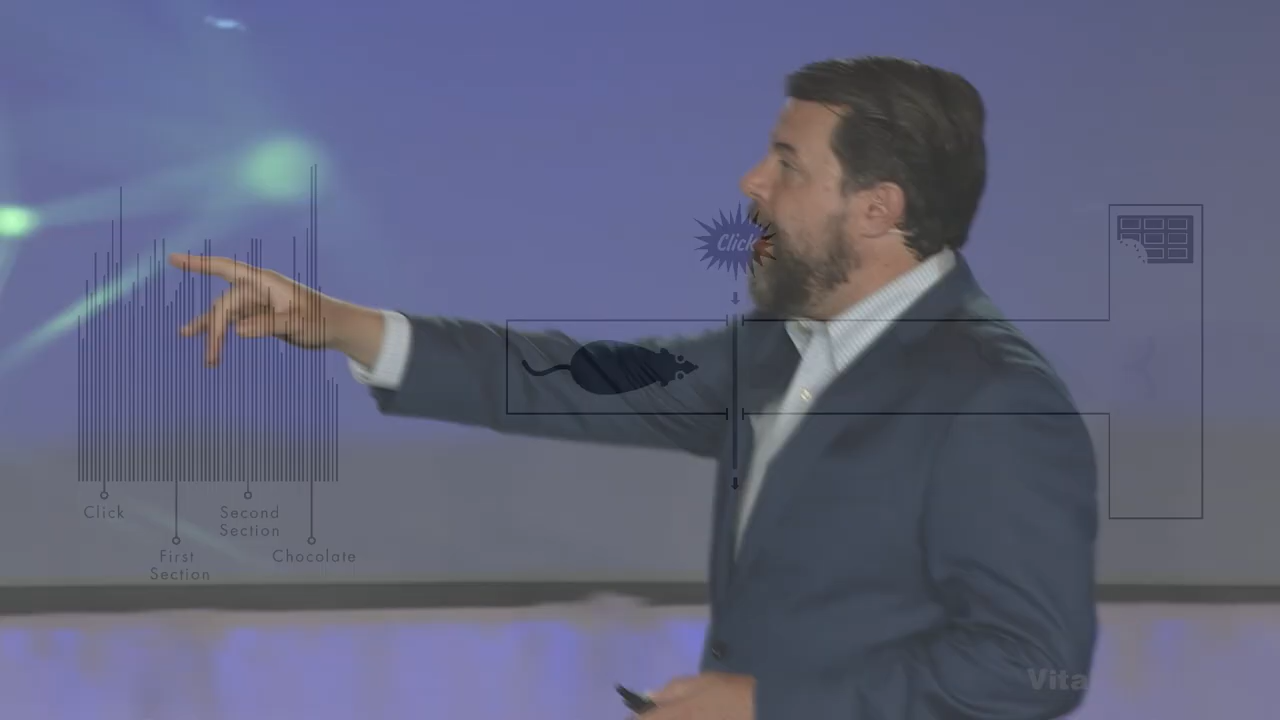 Click
Click
Second
Section
First
Section
Chocolate
Vita